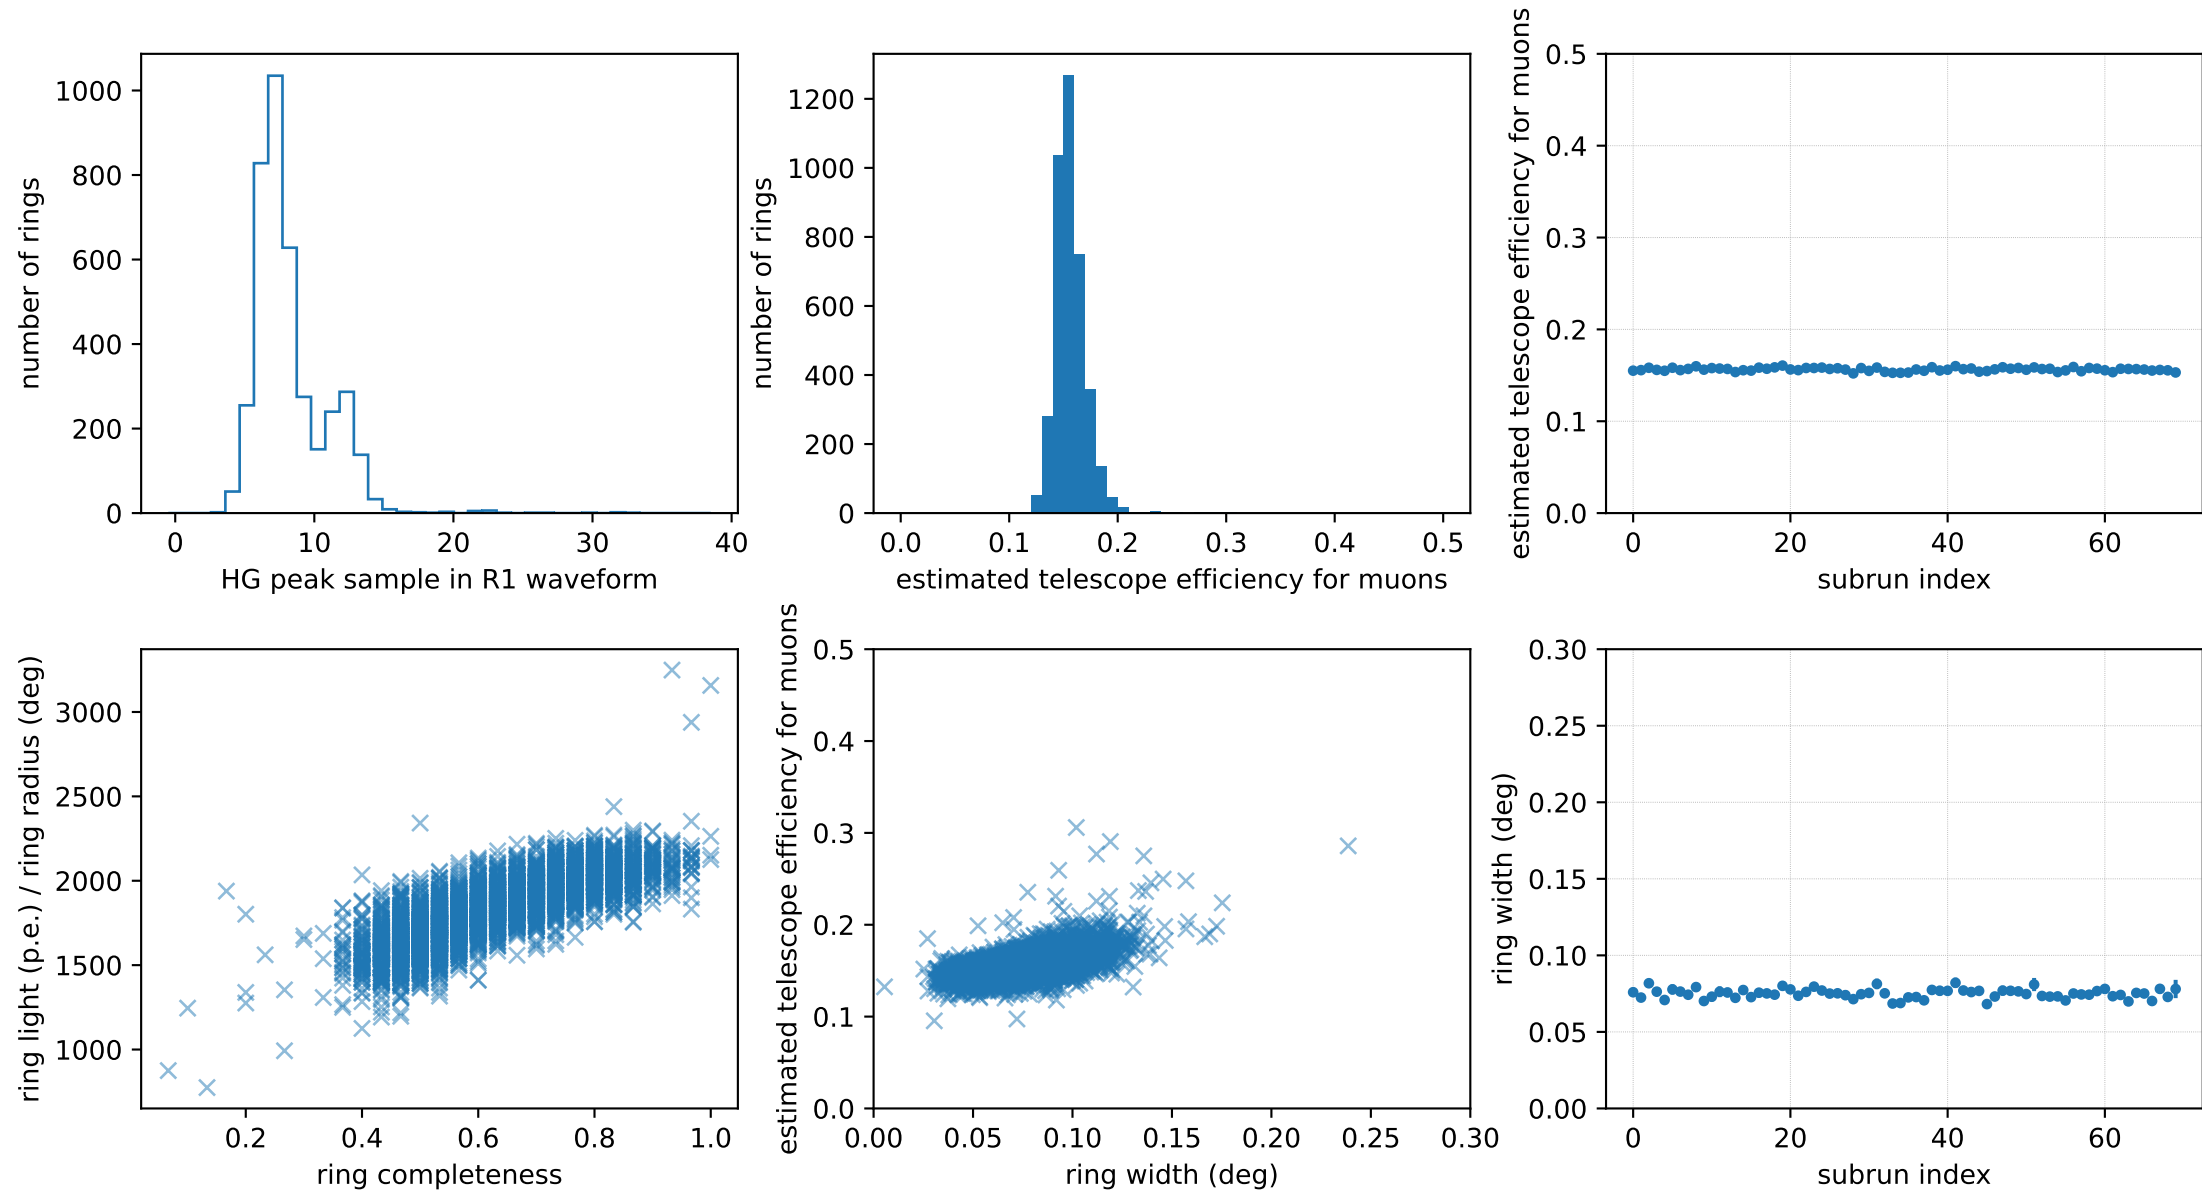 number of rings
1000
800
600
400
200
0
0 10 20 30 40
HG peak sample in R1 waveform
number of rings
1200
1000
800
600
400
200
0
0.0 0.1 0.2 0.3 0.4 0.5
estimated telescope efficiency for muons
estimated telescope efficiency for muons
0.5
0.4
0.3
0.2
0.1
0.0
0 20 40 60
subrun index
ring light (p.e.) / ring radius (deg)
3000
2500
2000
1500
1000
0.2 0.4 0.6 0.8 1.0
ring completeness
estimated telescope efficiency for muons
0.5
0.4
0.3
0.2
0.1
0.0
0.00 0.05 0.10 0.15 0.20 0.25 0.30
ring width (deg)
ring width (deg)
0.30
0.25
0.20
0.15
0.10
0.05
0.00
0 20 40 60
subrun index